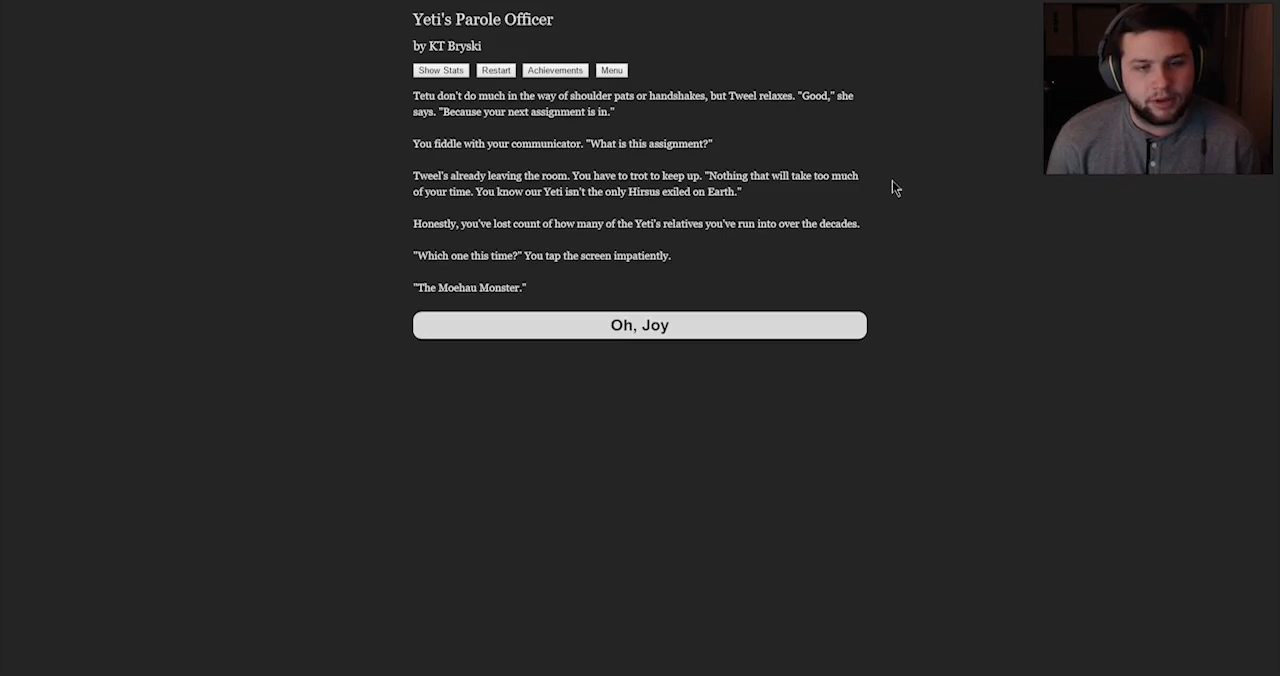 Yeti's Parole Officer
by KT Bryski
Show Stats Restart Achievements Menu
Tetu don't do much in the way of shoulder pats or handshakes, but Tweel relaxes. "Good," she
says. "Because your next assignment is in."
You fiddle with your communicator. "What is this assignment?"
Tweel's already leaving the room. You have to trot to keep up. "Nothing that will take too much
of your time. You know our Yeti isn't the only Hirsus exiled on Earth."
Honestly, you've lost count of how many of the Yeti's relatives you've run into over the decades.
"Which one this time?" You tap the screen impatiently.
"The Moehau Monster."
Oh, Joy